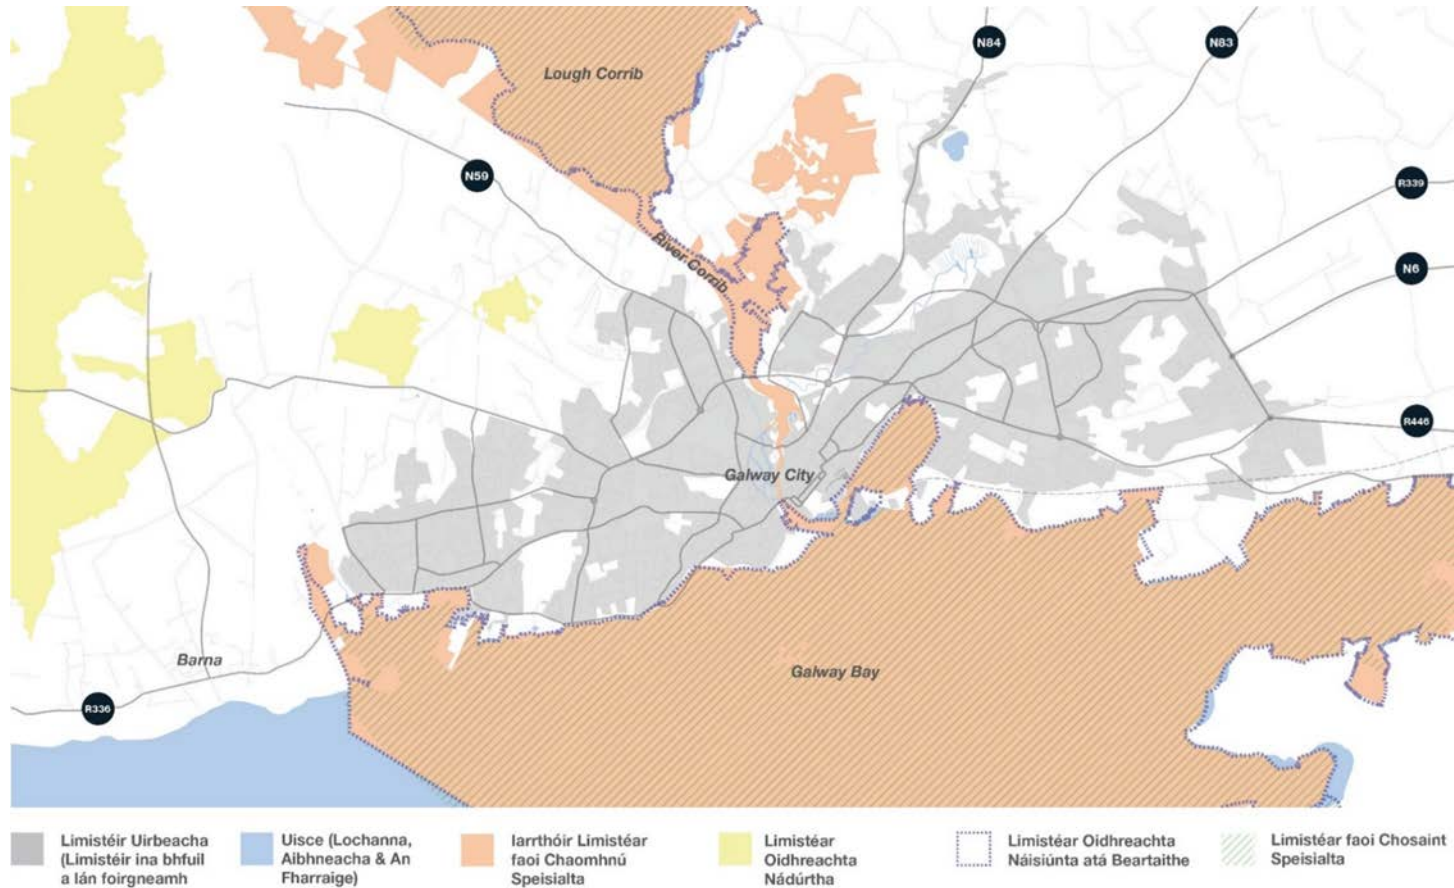 N84
N83
Lough Corrib
N59
R339
River Corrib
N6
R446
Galway City
Barna
Galway Bay
R336
Limistéir Uirbeacha
(Limistéir ina bhfuil
a lán foirgneamh
Uisce (Lochanna,
Aibhneacha & An
Fharraige)
Iarrthóir Limistéar
faoi Chaomhnú
Speisialta
Limistéar
Oidhreachta
Nádúrtha
Limistéar Oidhreachta
Náisiúnta atá Beartaithe
Limistéar faoi Chosaint
Speisialta